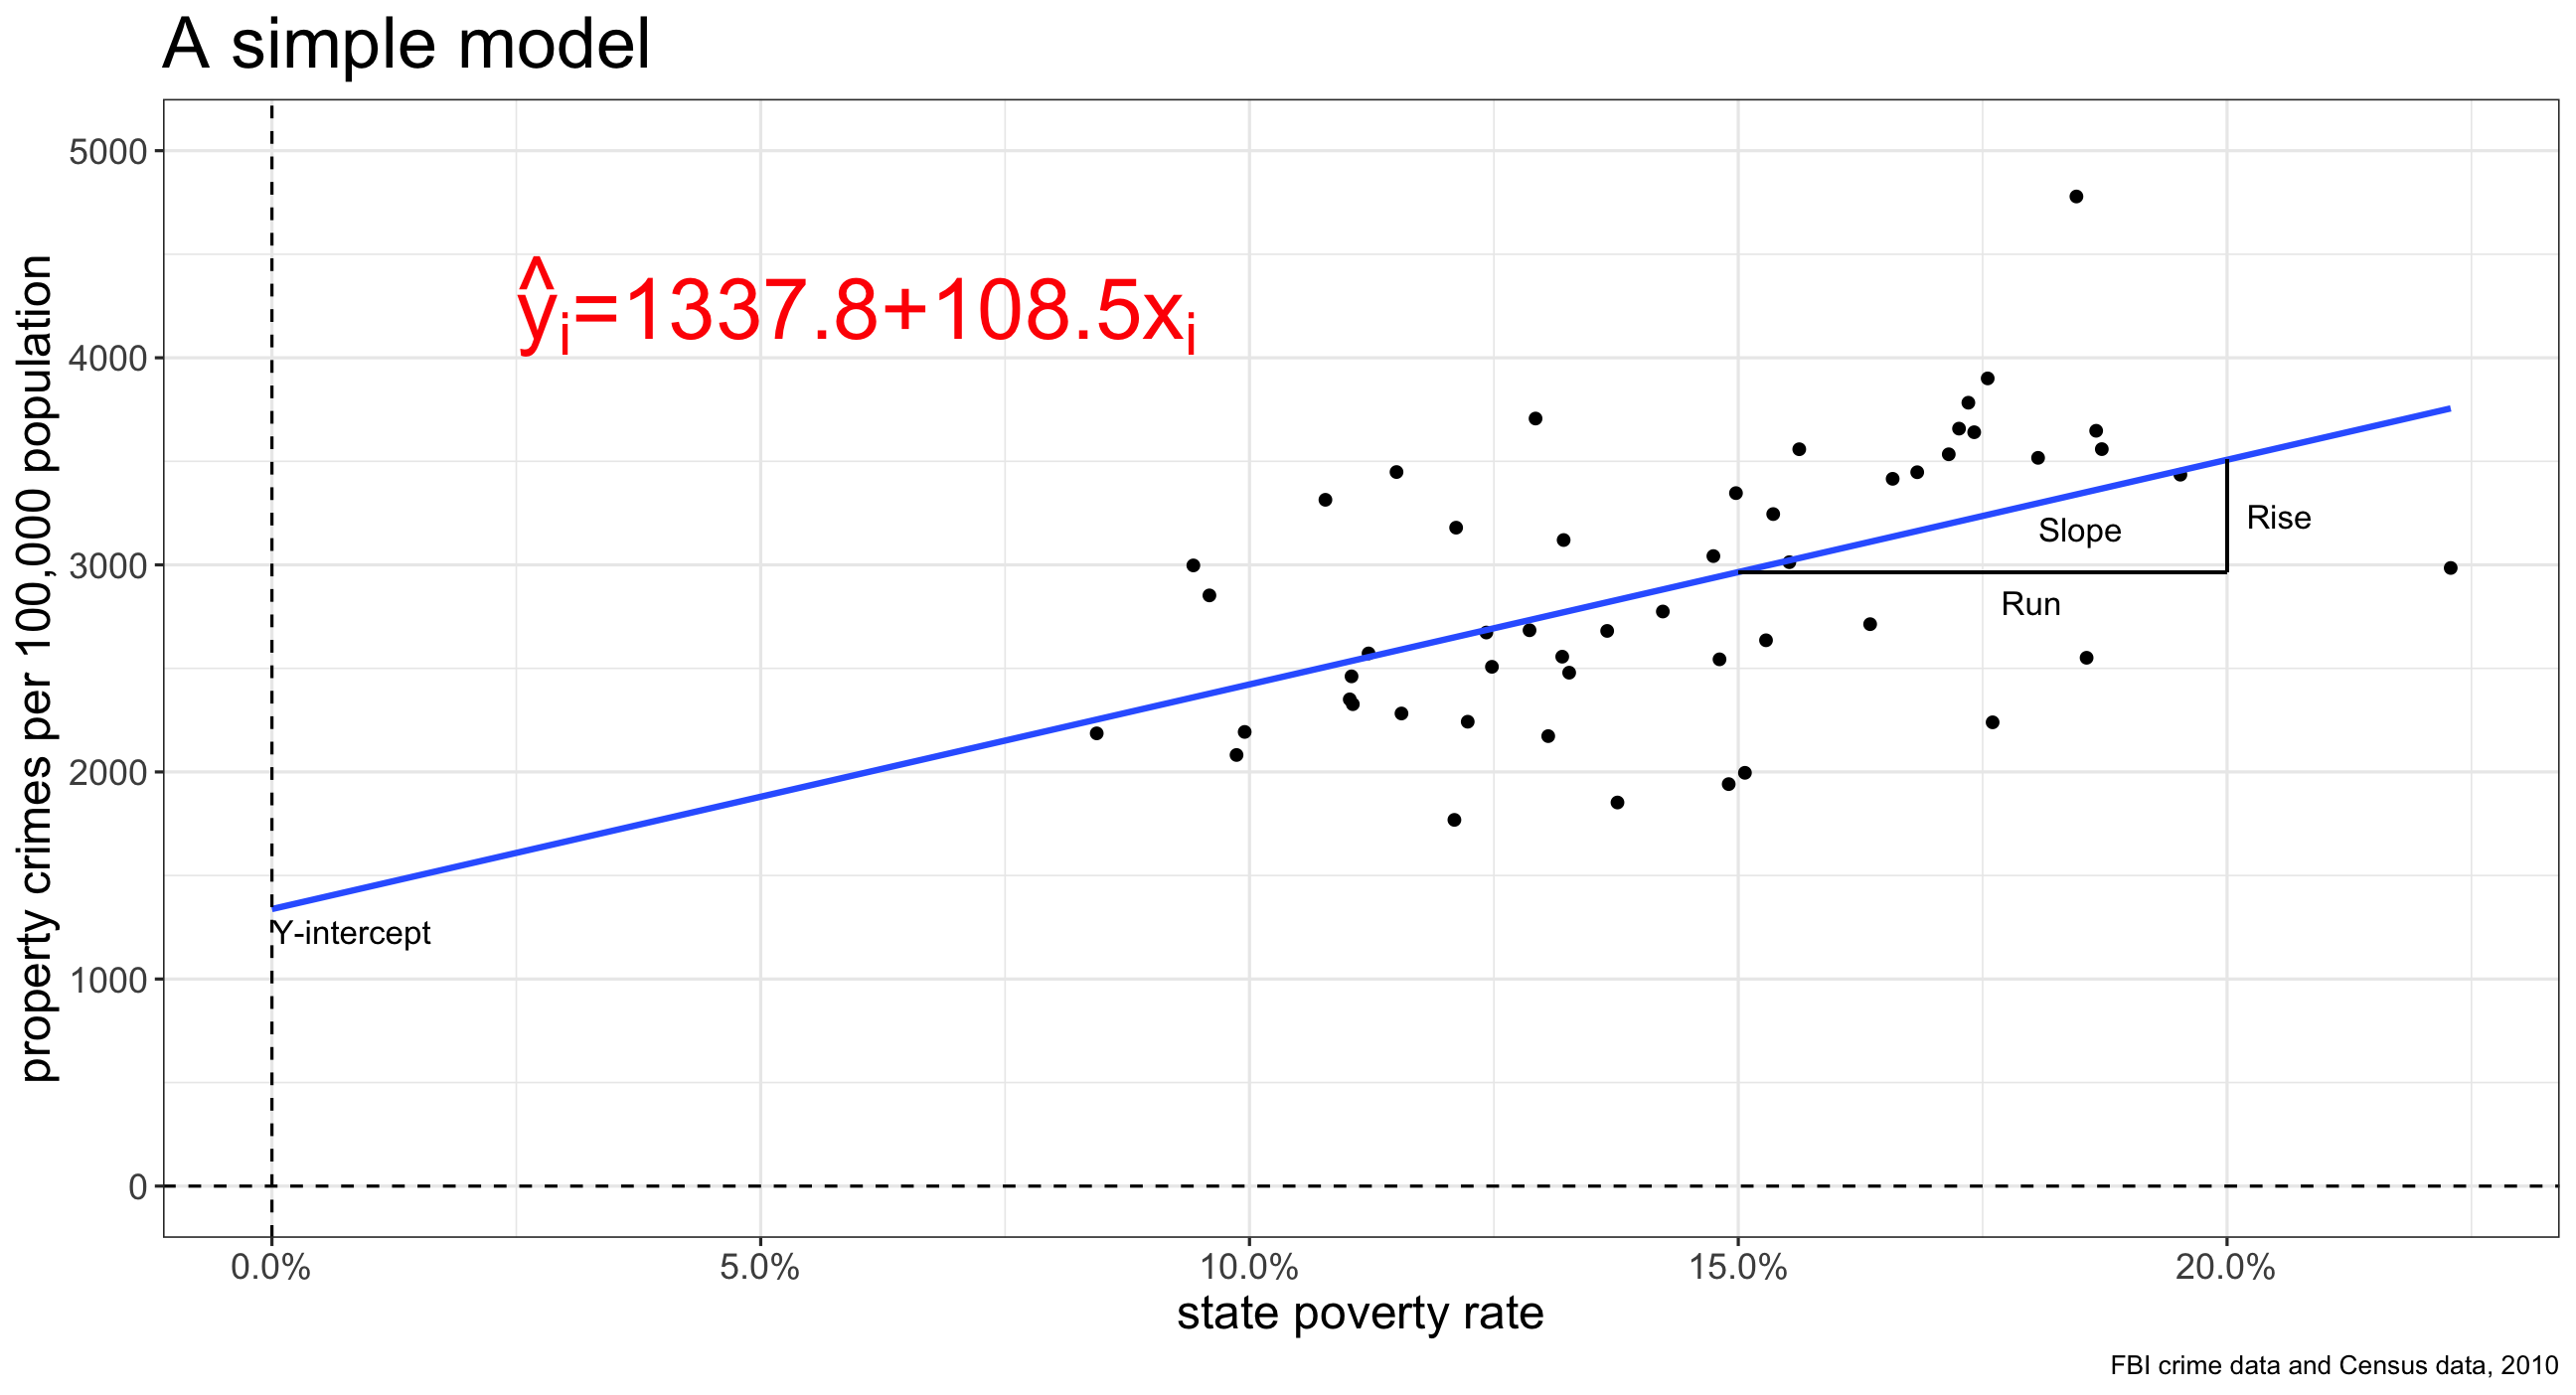 A simple model
property crimes per 100,000 population
5000
4000
3000
2000
1000
0
ŷᵢ=1337.8+108.5xᵢ
Slope
Rise
Run
Y-intercept
0.0% 5.0% 10.0% 15.0% 20.0%
state poverty rate
FBI crime data and Census data, 2010